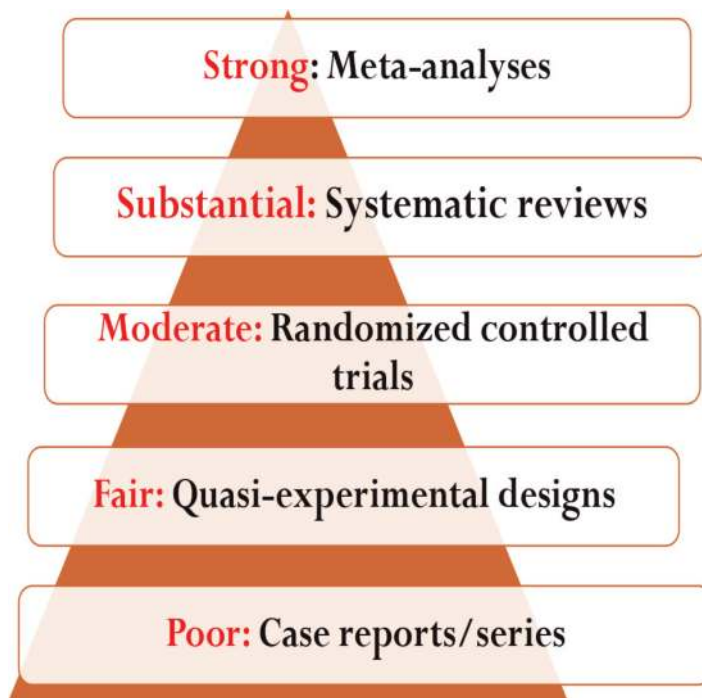 Strong: Meta-analyses
Substantial: Systematic reviews
Moderate: Randomized controlled
trials
Fair: Quasi-experimental designs
Poor: Case reports/series